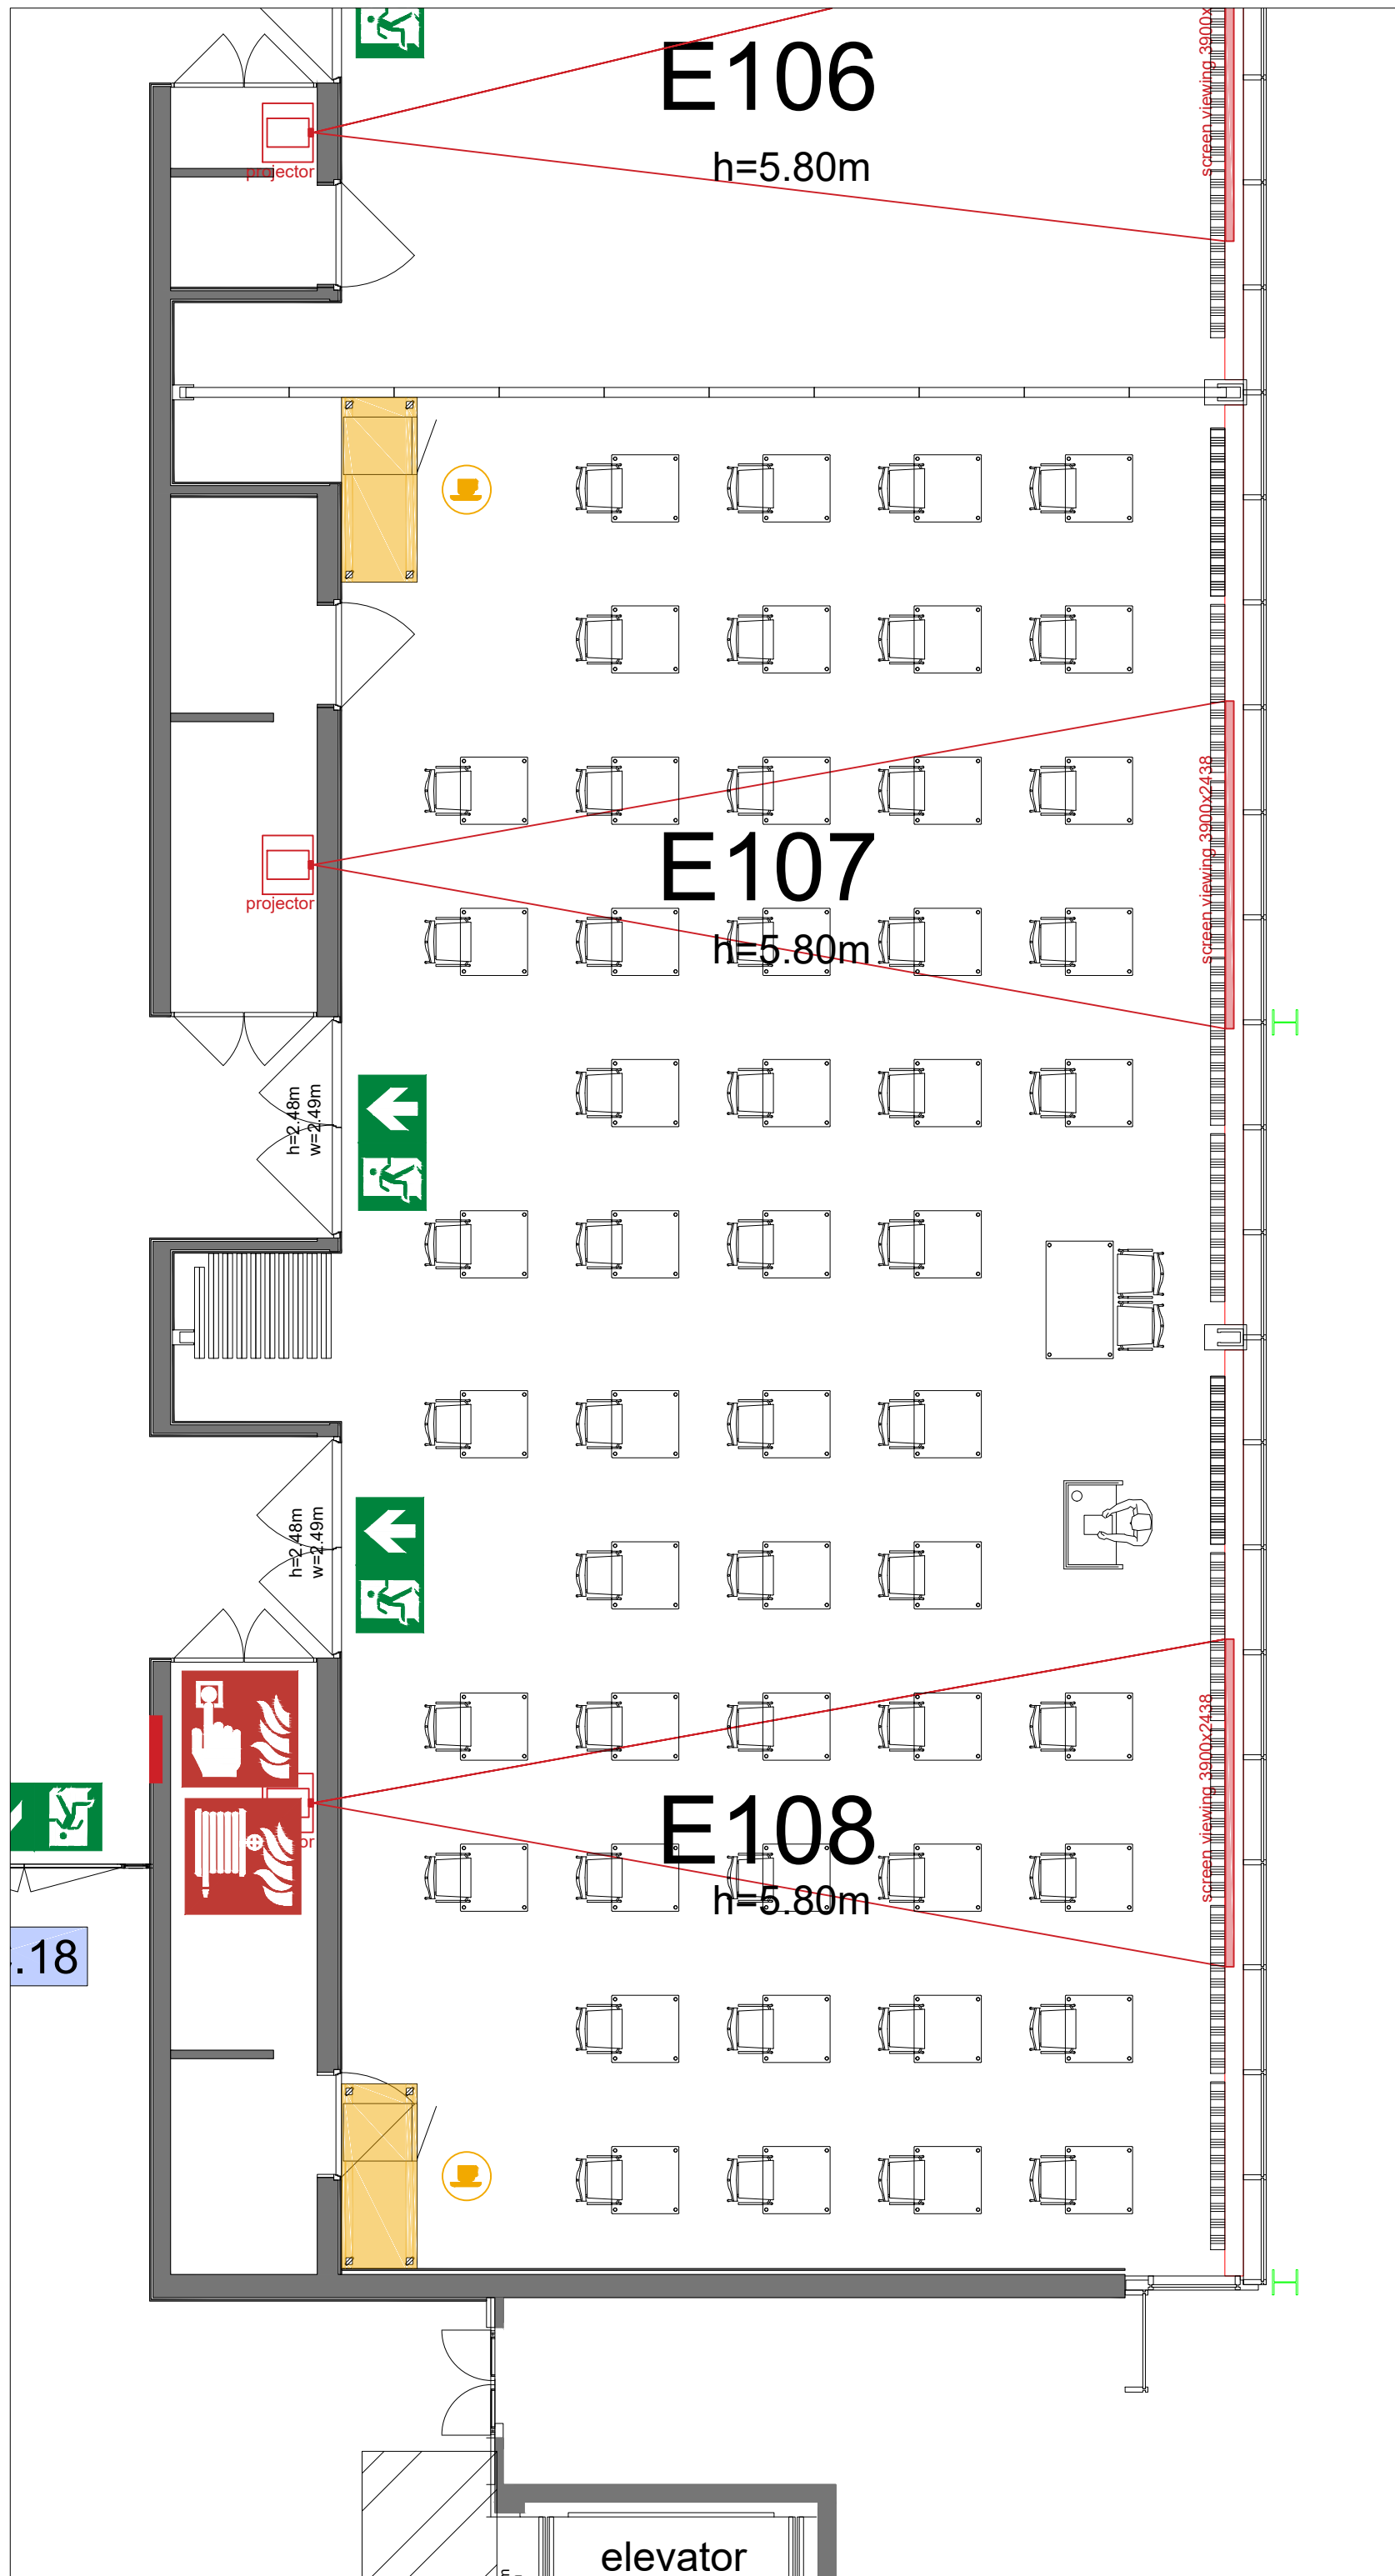 E106
h=5.80m
screen viewing 3900x
projector
E107
h=5.80m
screen viewing 3900x2438
projector
h=2.48m
w=2.49m
h=2.48m
w=2.49m
E108
h=5.80m
screen viewing 3900x2438
or
.18
elevator
m